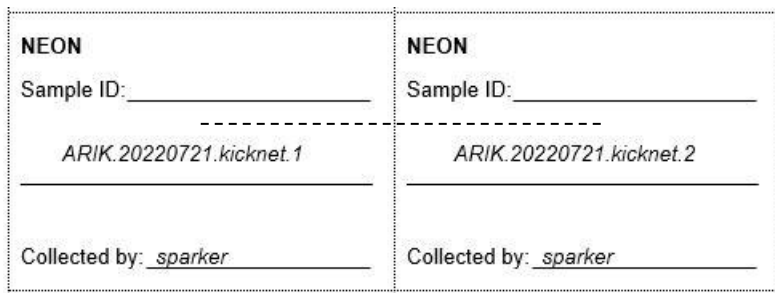 NEON
Sample ID:
ARIK.20220721.kicknet.1
Collected by: sparker
NEON
Sample ID:
ARIK.20220721.kicknet.2
Collected by: sparker